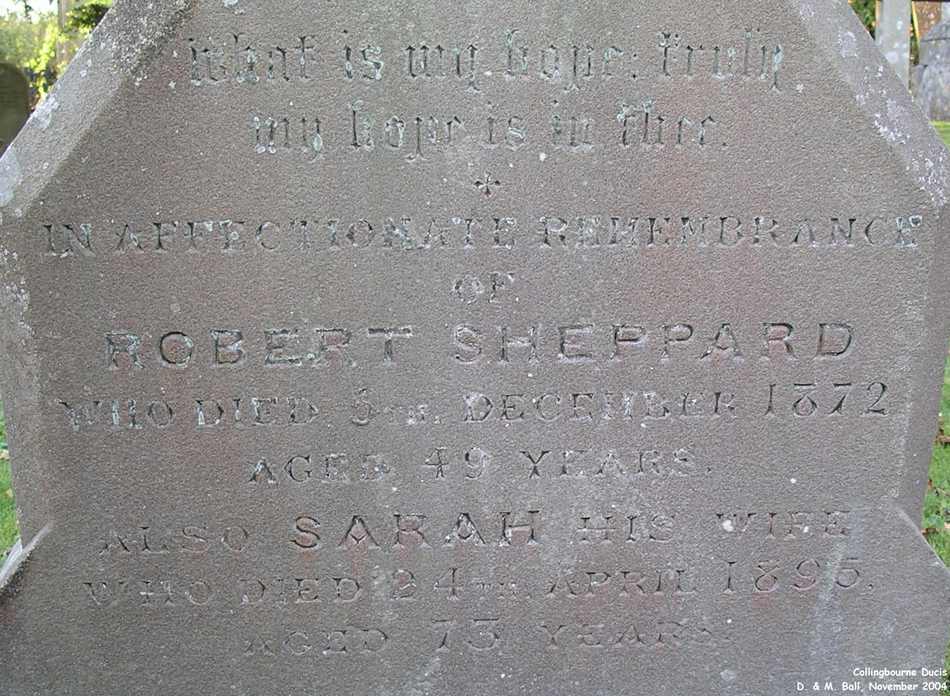 What is my hope: truly
my hope is in thee.
IN AFFECTIONATE REMEMBRANCE
OF
ROBERT SHEPPARD
WHO DIED 5TH. DECEMBER 1872
AGED 49 YEARS.
ALSO SARAH HIS WIFE
WHO DIED 24TH. APRIL 1895.
AGED 73 YEARS
Collingbourne Ducis
D. & M. Ball, November 2004